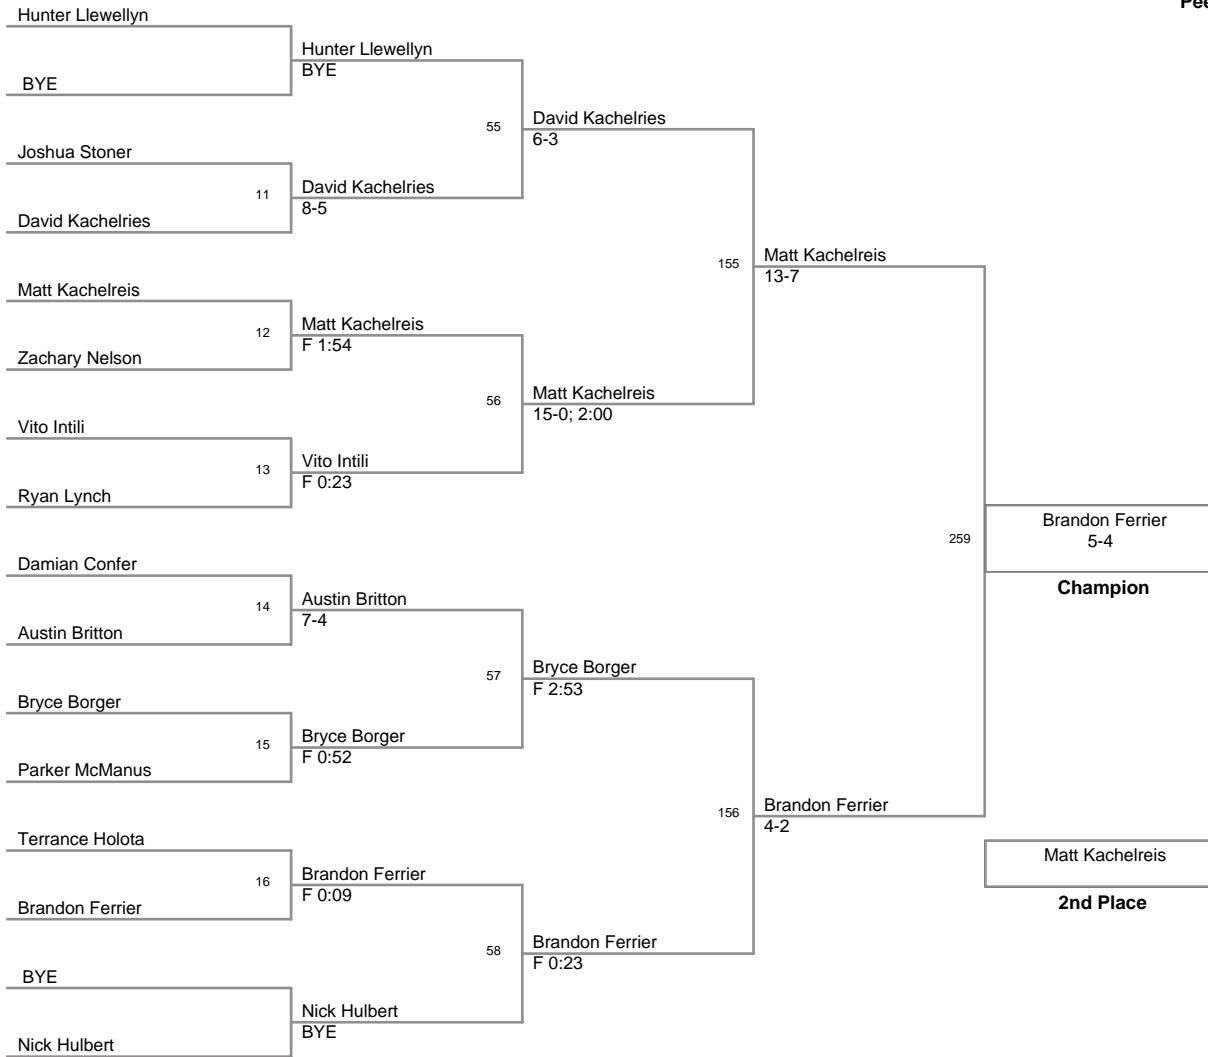 Pee
Hunter Llewellyn
BYE
Joshua Stoner
11
David Kachelries
Matt Kachelreis
12
Zachary Nelson
Vito Intili
13
Ryan Lynch
Damian Confer
14
Austin Britton
Bryce Borger
15
Parker McManus
Terrance Holota
16
Brandon Ferrier
BYE
Nick Hulbert
Hunter Llewellyn
BYE
55
David Kachelries
8-5
Matt Kachelreis
F 1:54
56
Vito Intili
F 0:23
Austin Britton
7-4
57
Bryce Borger
F 0:52
Brandon Ferrier
F 0:09
58
Nick Hulbert
BYE
David Kachelries
6-3
155
Matt Kachelreis
15-0; 2:00
Bryce Borger
F 2:53
156
Brandon Ferrier
F 0:23
Matt Kachelreis
13-7
259
Brandon Ferrier
4-2
Brandon Ferrier
5-4
Champion
Matt Kachelreis
2nd Place